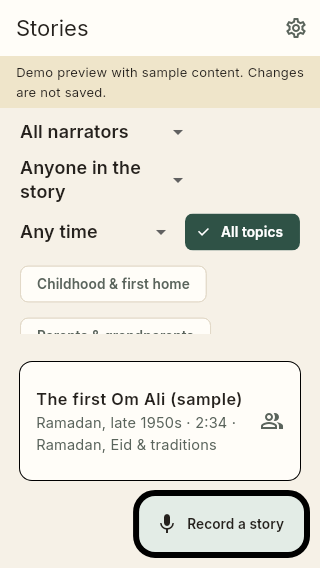 Stories
Demo preview with sample content. Changes
are not saved.
All narrators
Anyone in the
story
Any time
All topics
Childhood & first home
Parents & grandparents
The first Om Ali (sample)
Ramadan, late 1950s · 2:34 ·
Ramadan, Eid & traditions
Record a story